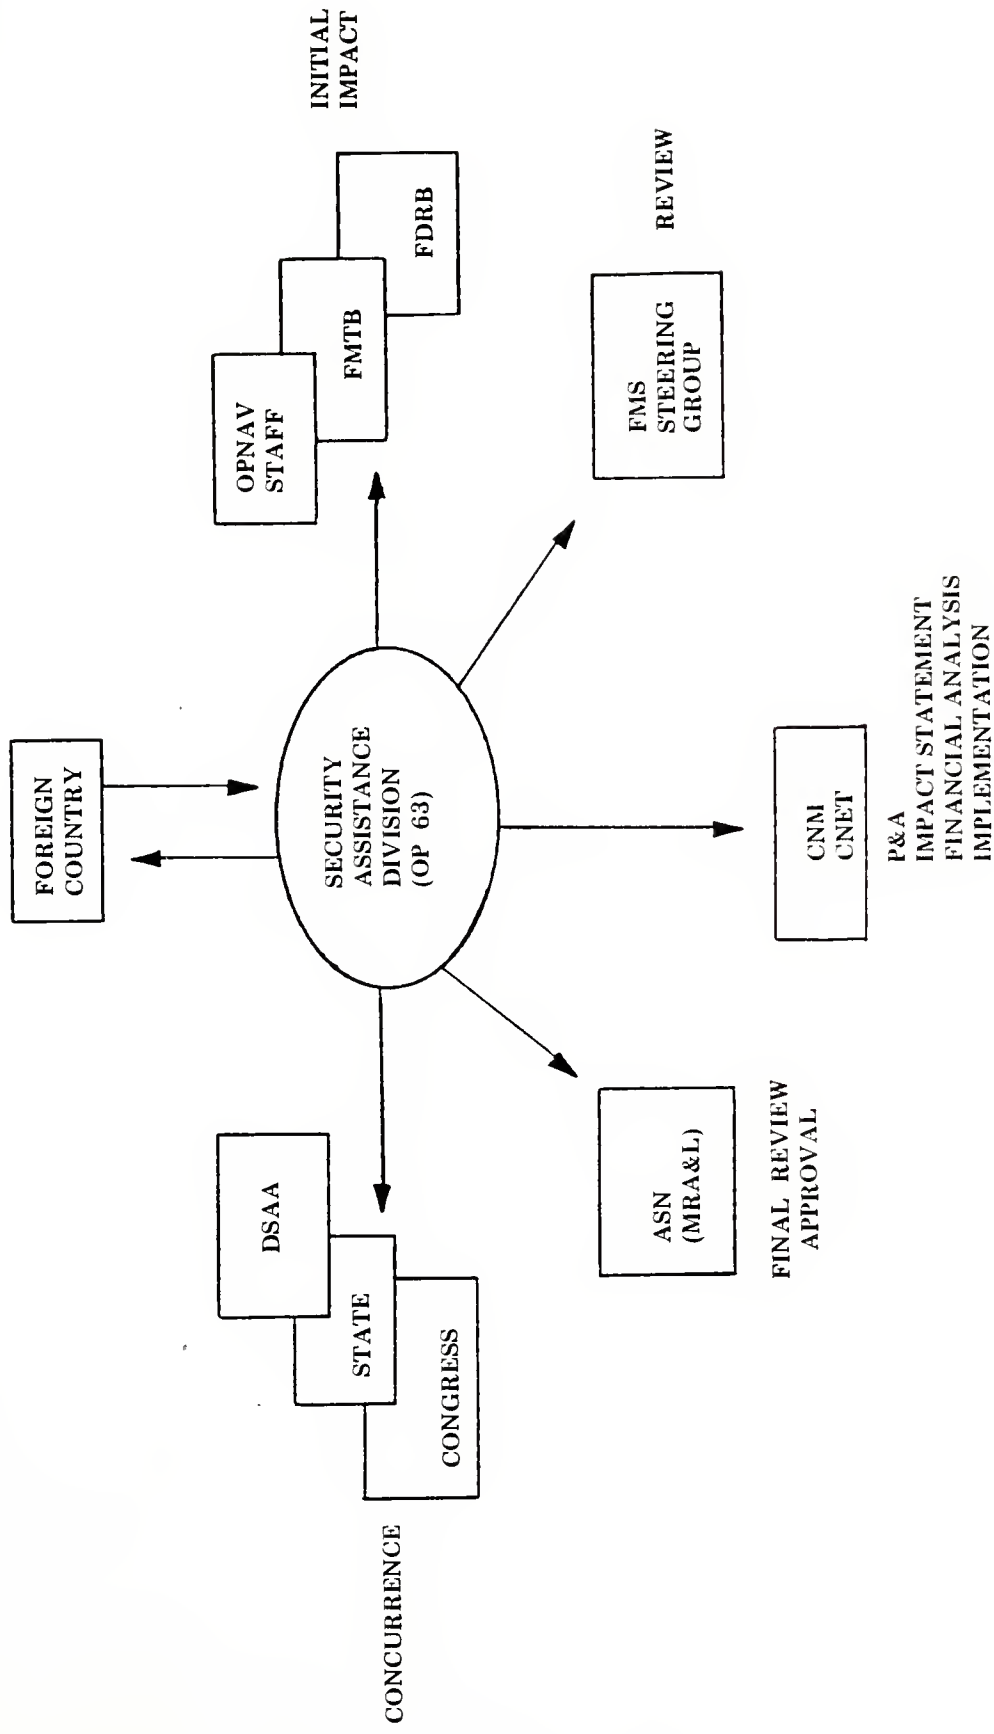 FOREIGN
COUNTRY
SECURITY
ASSISTANCE
DIVISION
(OP 63)
OPNAV
STAFF
FMTB
FDRB
INITIAL
IMPACT
FMS
STEERING
GROUP
REVIEW
CNM
CNET
P&A
IMPACT STATEMENT
FINANCIAL ANALYSIS
IMPLEMENTATION
ASN
(MRA&L)
FINAL REVIEW
APPROVAL
DSAA
STATE
CONGRESS
CONCURRENCE